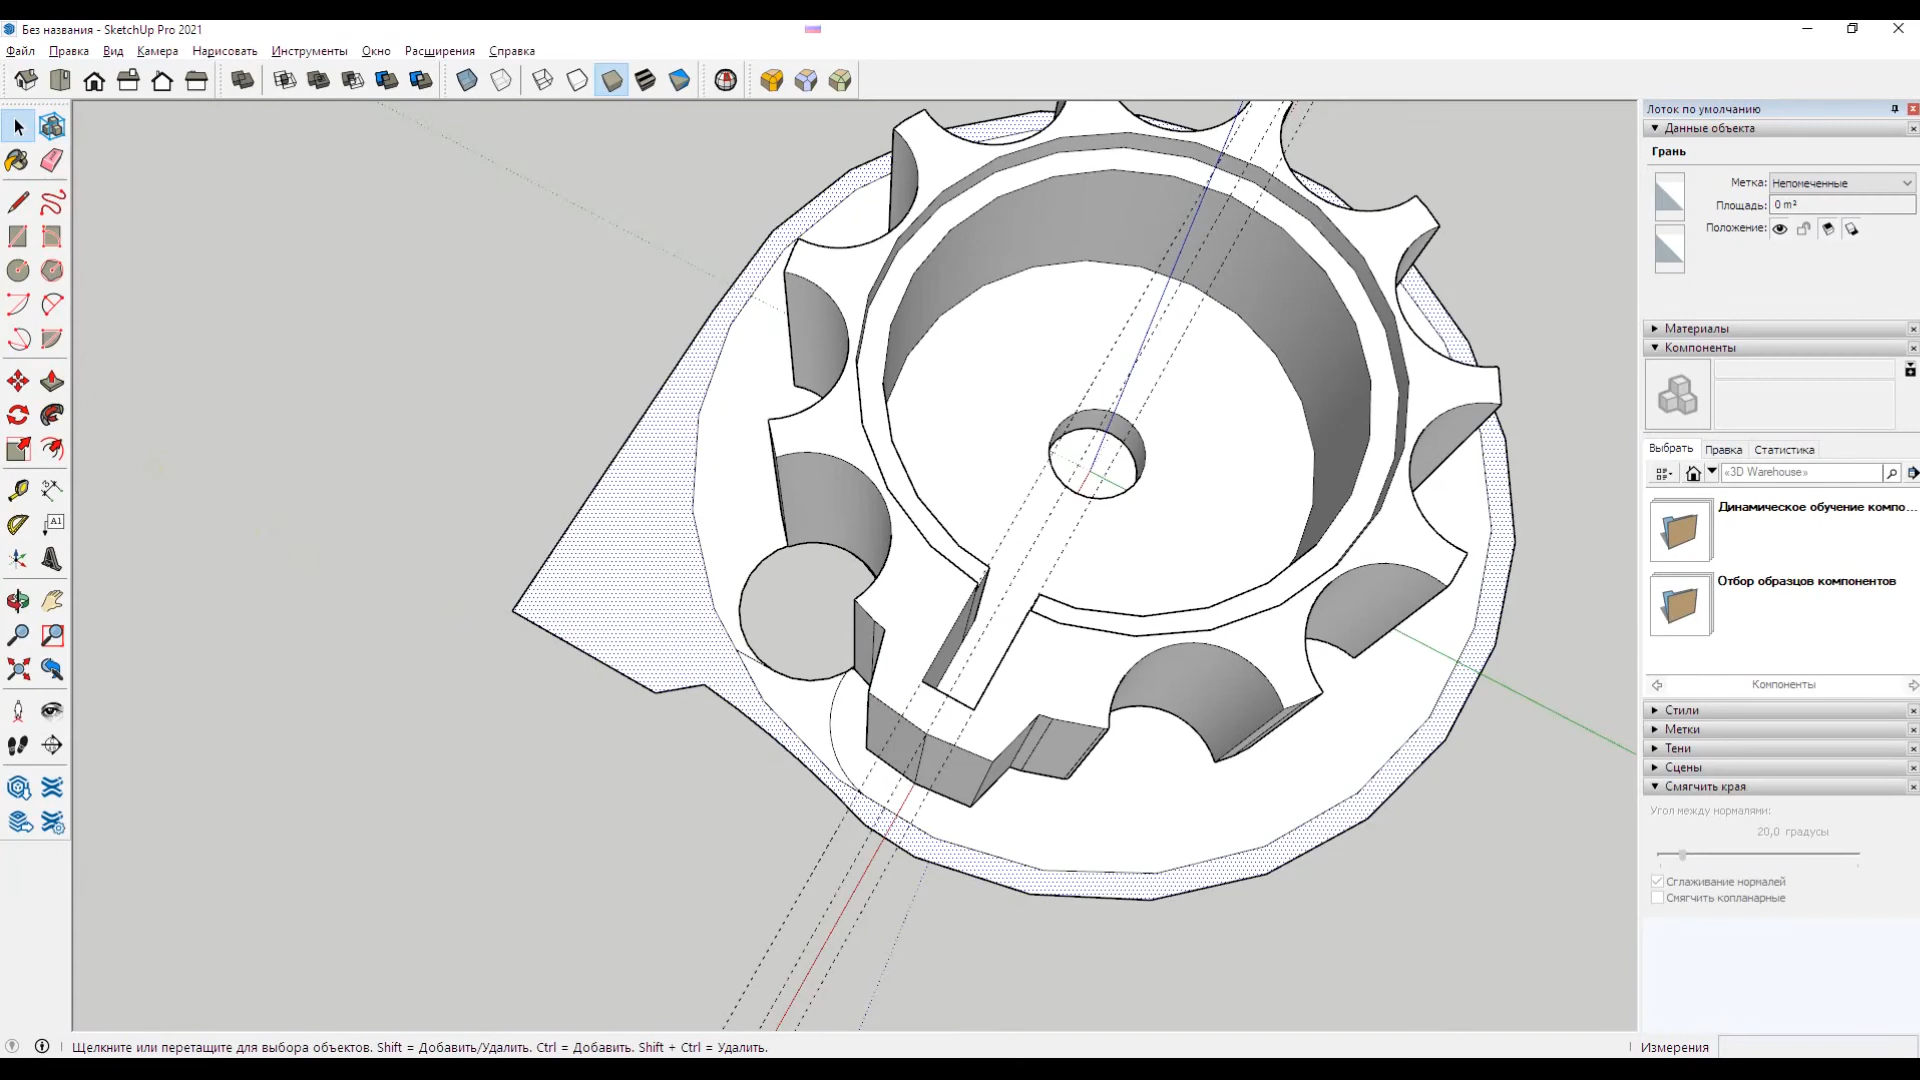 Без названия - SketchUp Pro 2021
Файл Правка Вид Камера Нарисовать Инструменты Окно Расширения Справка
Лоток по умолчанию
Данные объекта
Грань
Метка: Непомеченные
Площадь: 0 m²
Положение:
Материалы
Компоненты
Выбрать Правка Статистика
«3D Warehouse»
Динамическое обучение компо...
A1
Отбор образцов компонентов
Компоненты
Стили
Метки
Тени
Сцены
Смягчить края
Угол между нормалями:
20,0 градусы
Сглаживание нормалей
Смягчить копланарные
Щелкните или перетащите для выбора объектов. Shift = Добавить/Удалить. Ctrl = Добавить. Shift + Ctrl = Удалить.
Измерения